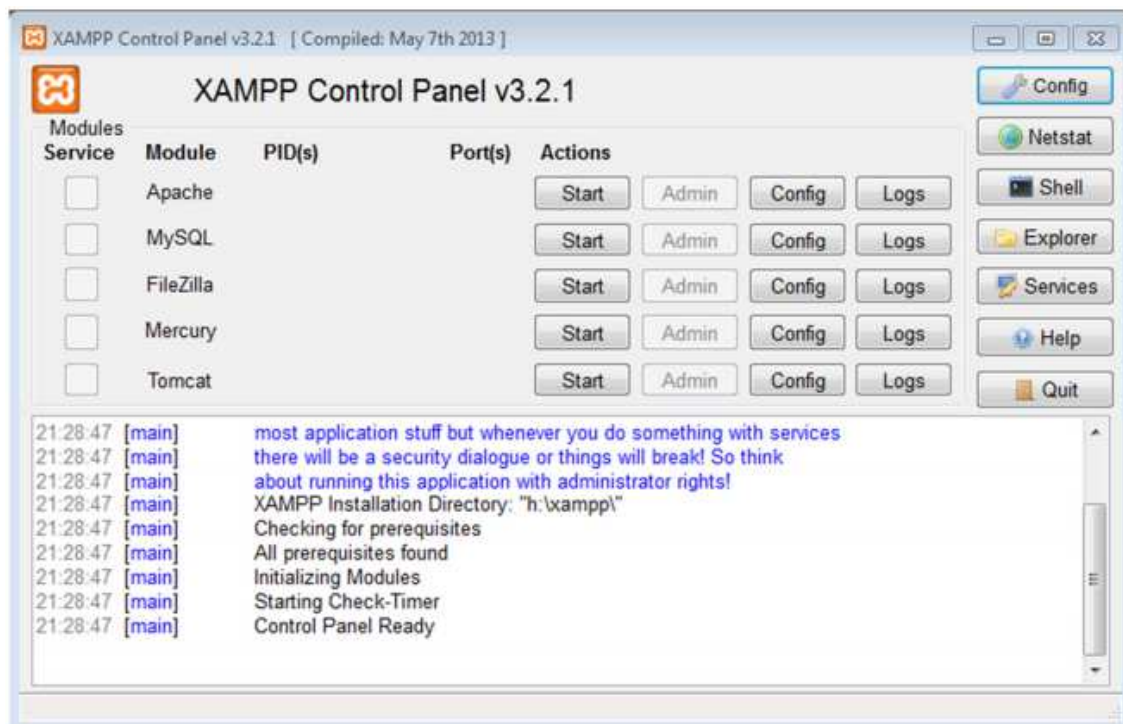 XAMPP Control Panel v3.2.1 [ Compiled: May 7th 2013 ]
XAMPP Control Panel v3.2.1
Config
Modules
Service Module PID(s) Port(s) Actions
Netstat
Apache Start Admin Config Logs
Shell
MySQL Start Admin Config Logs
Explorer
FileZilla Start Admin Config Logs
Services
Mercury Start Admin Config Logs
Help
Tomcat Start Admin Config Logs
Quit
21:28:47 [main] most application stuff but whenever you do something with services
21:28:47 [main] there will be a security dialogue or things will break! So think
21:28:47 [main] about running this application with administrator rights!
21:28:47 [main] XAMPP Installation Directory: "h:\xampp\"
21:28:47 [main] Checking for prerequisites
21:28:47 [main] All prerequisites found
21:28:47 [main] Initializing Modules
21:28:47 [main] Starting Check-Timer
21:28:47 [main] Control Panel Ready